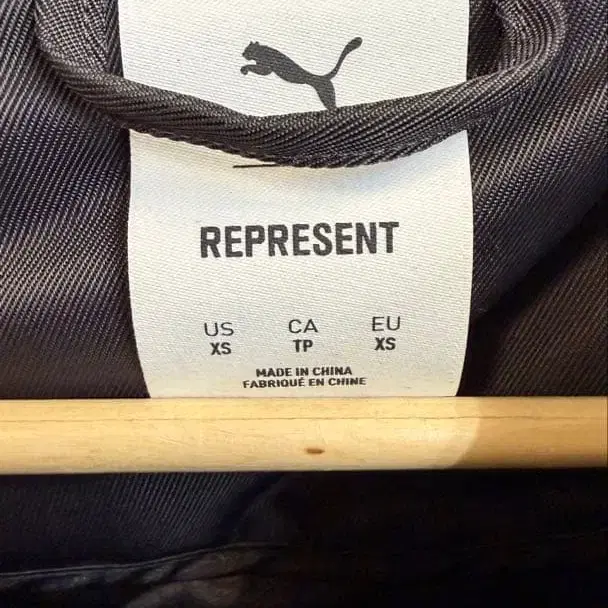 REPRESENT
US CA EU
XS TP XS
MADE IN CHINA
FABRIQUÉ EN CHINE